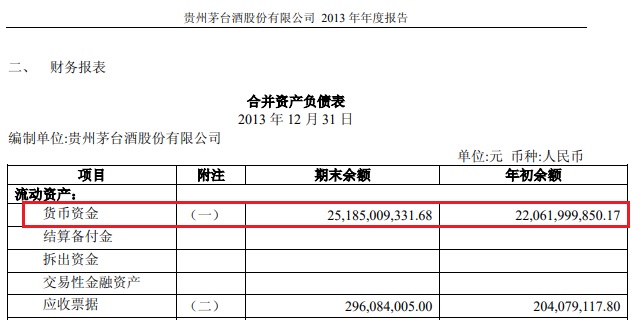 贵州茅台酒股份有限公司 2013 年年度报告
二、 财务报表
合并资产负债表
2013 年 12 月 31 日
编制单位:贵州茅台酒股份有限公司
单位:元 币种:人民币
项目 附注 期末余额 年初余额
流动资产:
货币资金 （一） 25,185,009,331.68 22,061,999,850.17
结算备付金
拆出资金
交易性金融资产
应收票据 （二） 296,084,005.00 204,079,117.80